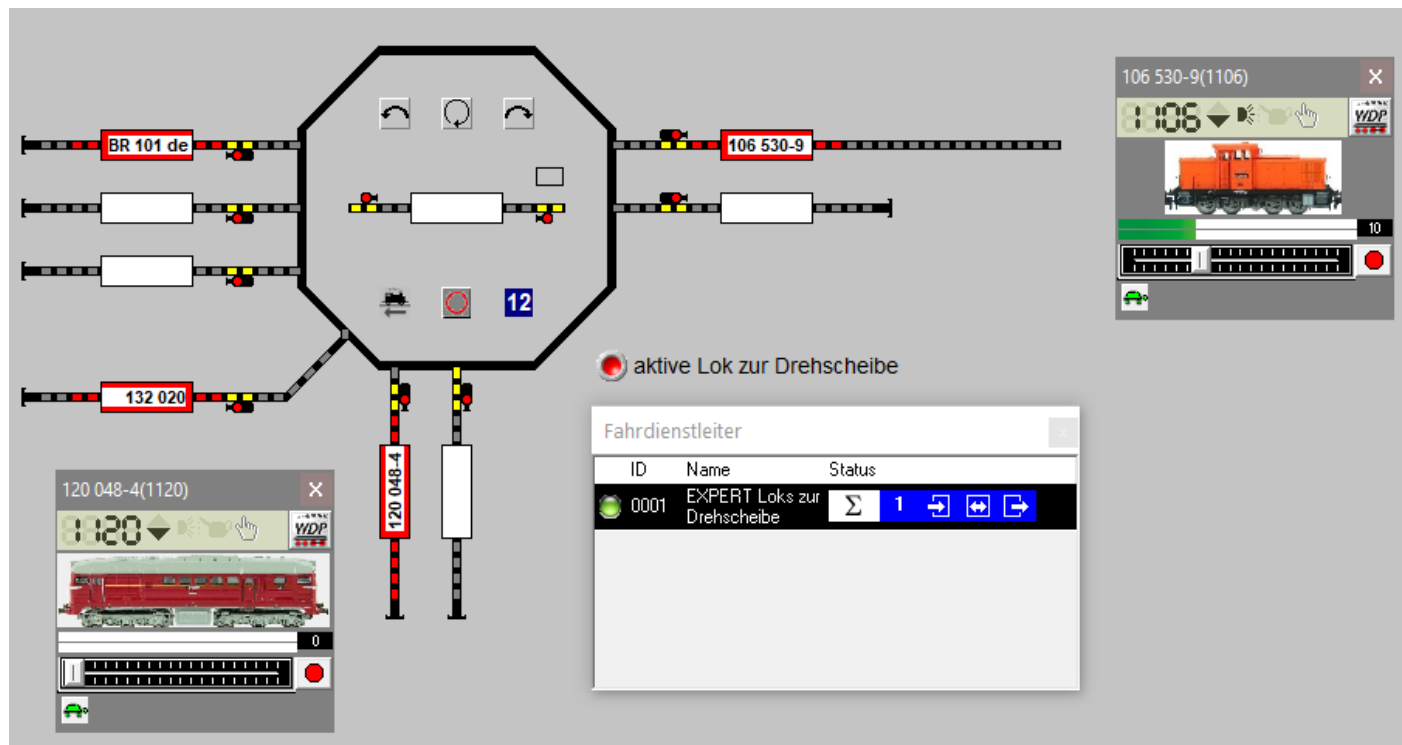 106 530-9(1106)
1106
WDP
10
BR 101 de
106 530-9
12
132 020
120 048-4
aktive Lok zur Drehscheibe
Fahrdienstleiter
ID Name Status
0001 EXPERT Loks zur Drehscheibe Σ 1
120 048-4(1120)
1120
WDP
0